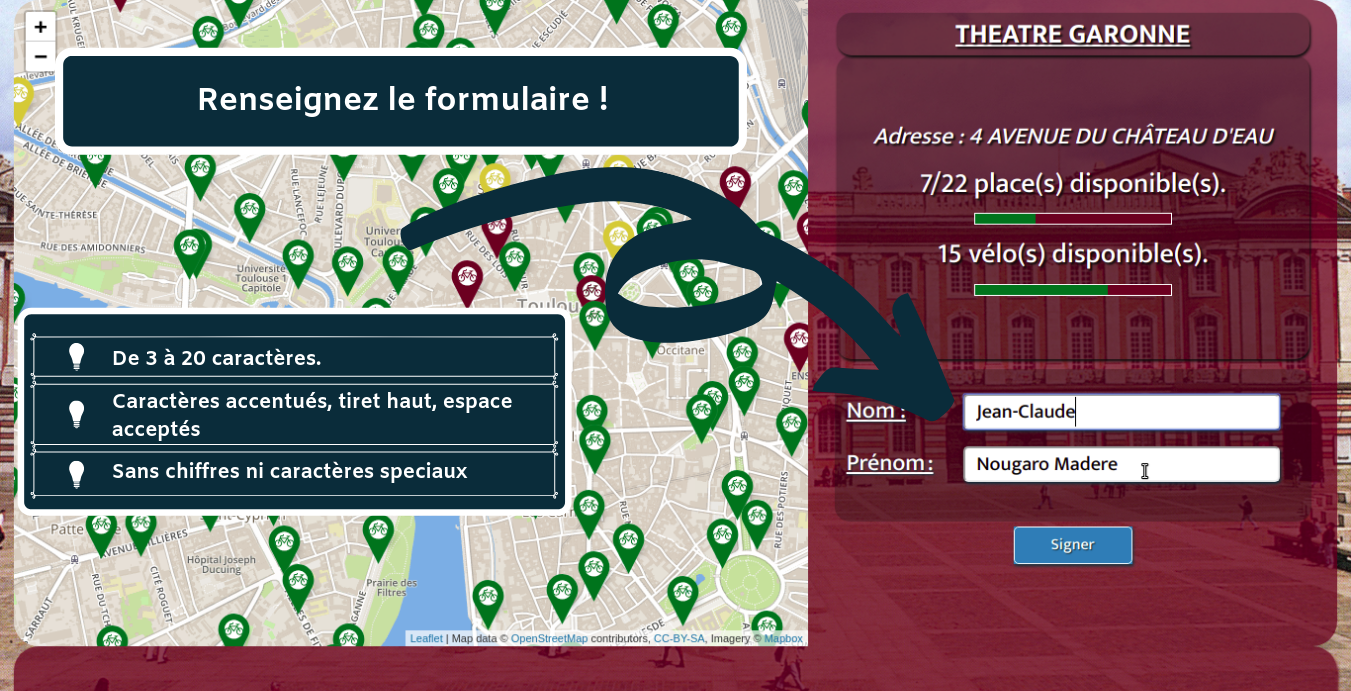 +
−
Renseignez le formulaire !
THEATRE GARONNE
Adresse : 4 AVENUE DU CHÂTEAU D'EAU
7/22 place(s) disponible(s).
15 vélo(s) disponible(s).
ALLÉE DE
ALLÉE DE BRIENNE
RUE SAINTE-THÉRÈSE
RUE DES AMIDONNIERS
RUE LANCEFOC
RUE LEJEUNE
Université
Toulouse 1
Capitole
Toulou
Occitane
De 3 à 20 caractères.
Caractères accentués, tiret haut, espace
acceptés
Sans chiffres ni caractères speciaux
Nom :
Jean-Claude
Prénom :
Nougaro Madere
Signer
RUE DES POTIERS
Hôpital Joseph
Ducuing
Prairie des
Filtres
CITÉ ROGUET
Leaflet | Map data © OpenStreetMap contributors, CC-BY-SA, Imagery © Mapbox